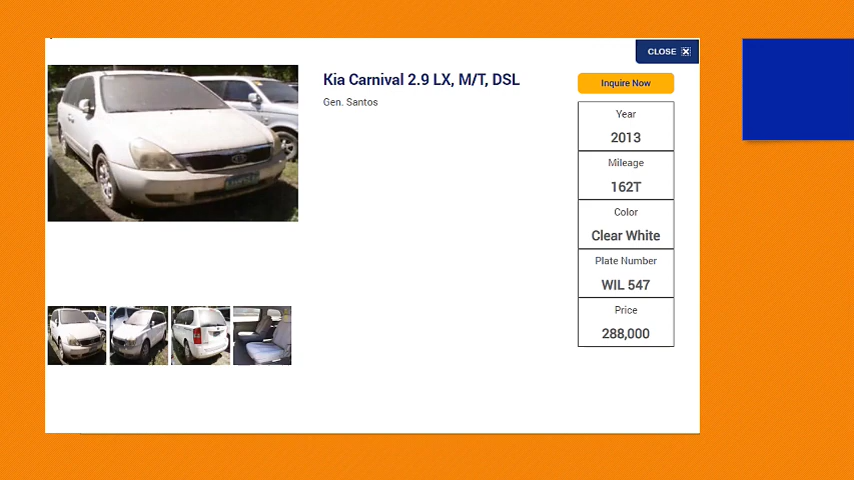 CLOSE
Kia Carnival 2.9 LX, M/T, DSL
Gen. Santos
Inquire Now
Year
2013
Mileage
162T
Color
Clear White
Plate Number
WIL 547
Price
288,000